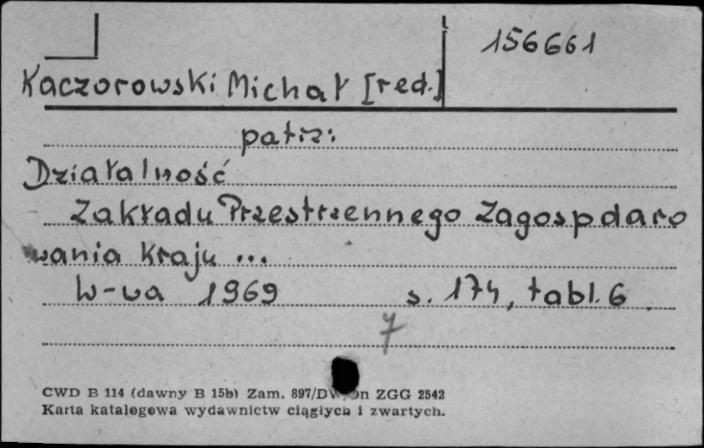 156661
Kaczorowski Michał [red.]
patrz:
Działalność
Zakładu Przestrzennego Zagospdaro
wania Kraju ...
W-wa 1969 s. 174, tabl. 6
7
CWD B 114 (dawny B 15b) Zam. 897/DW. ZGG 2542
Karta katalogowa wydawnictw ciągłych i zwartych.